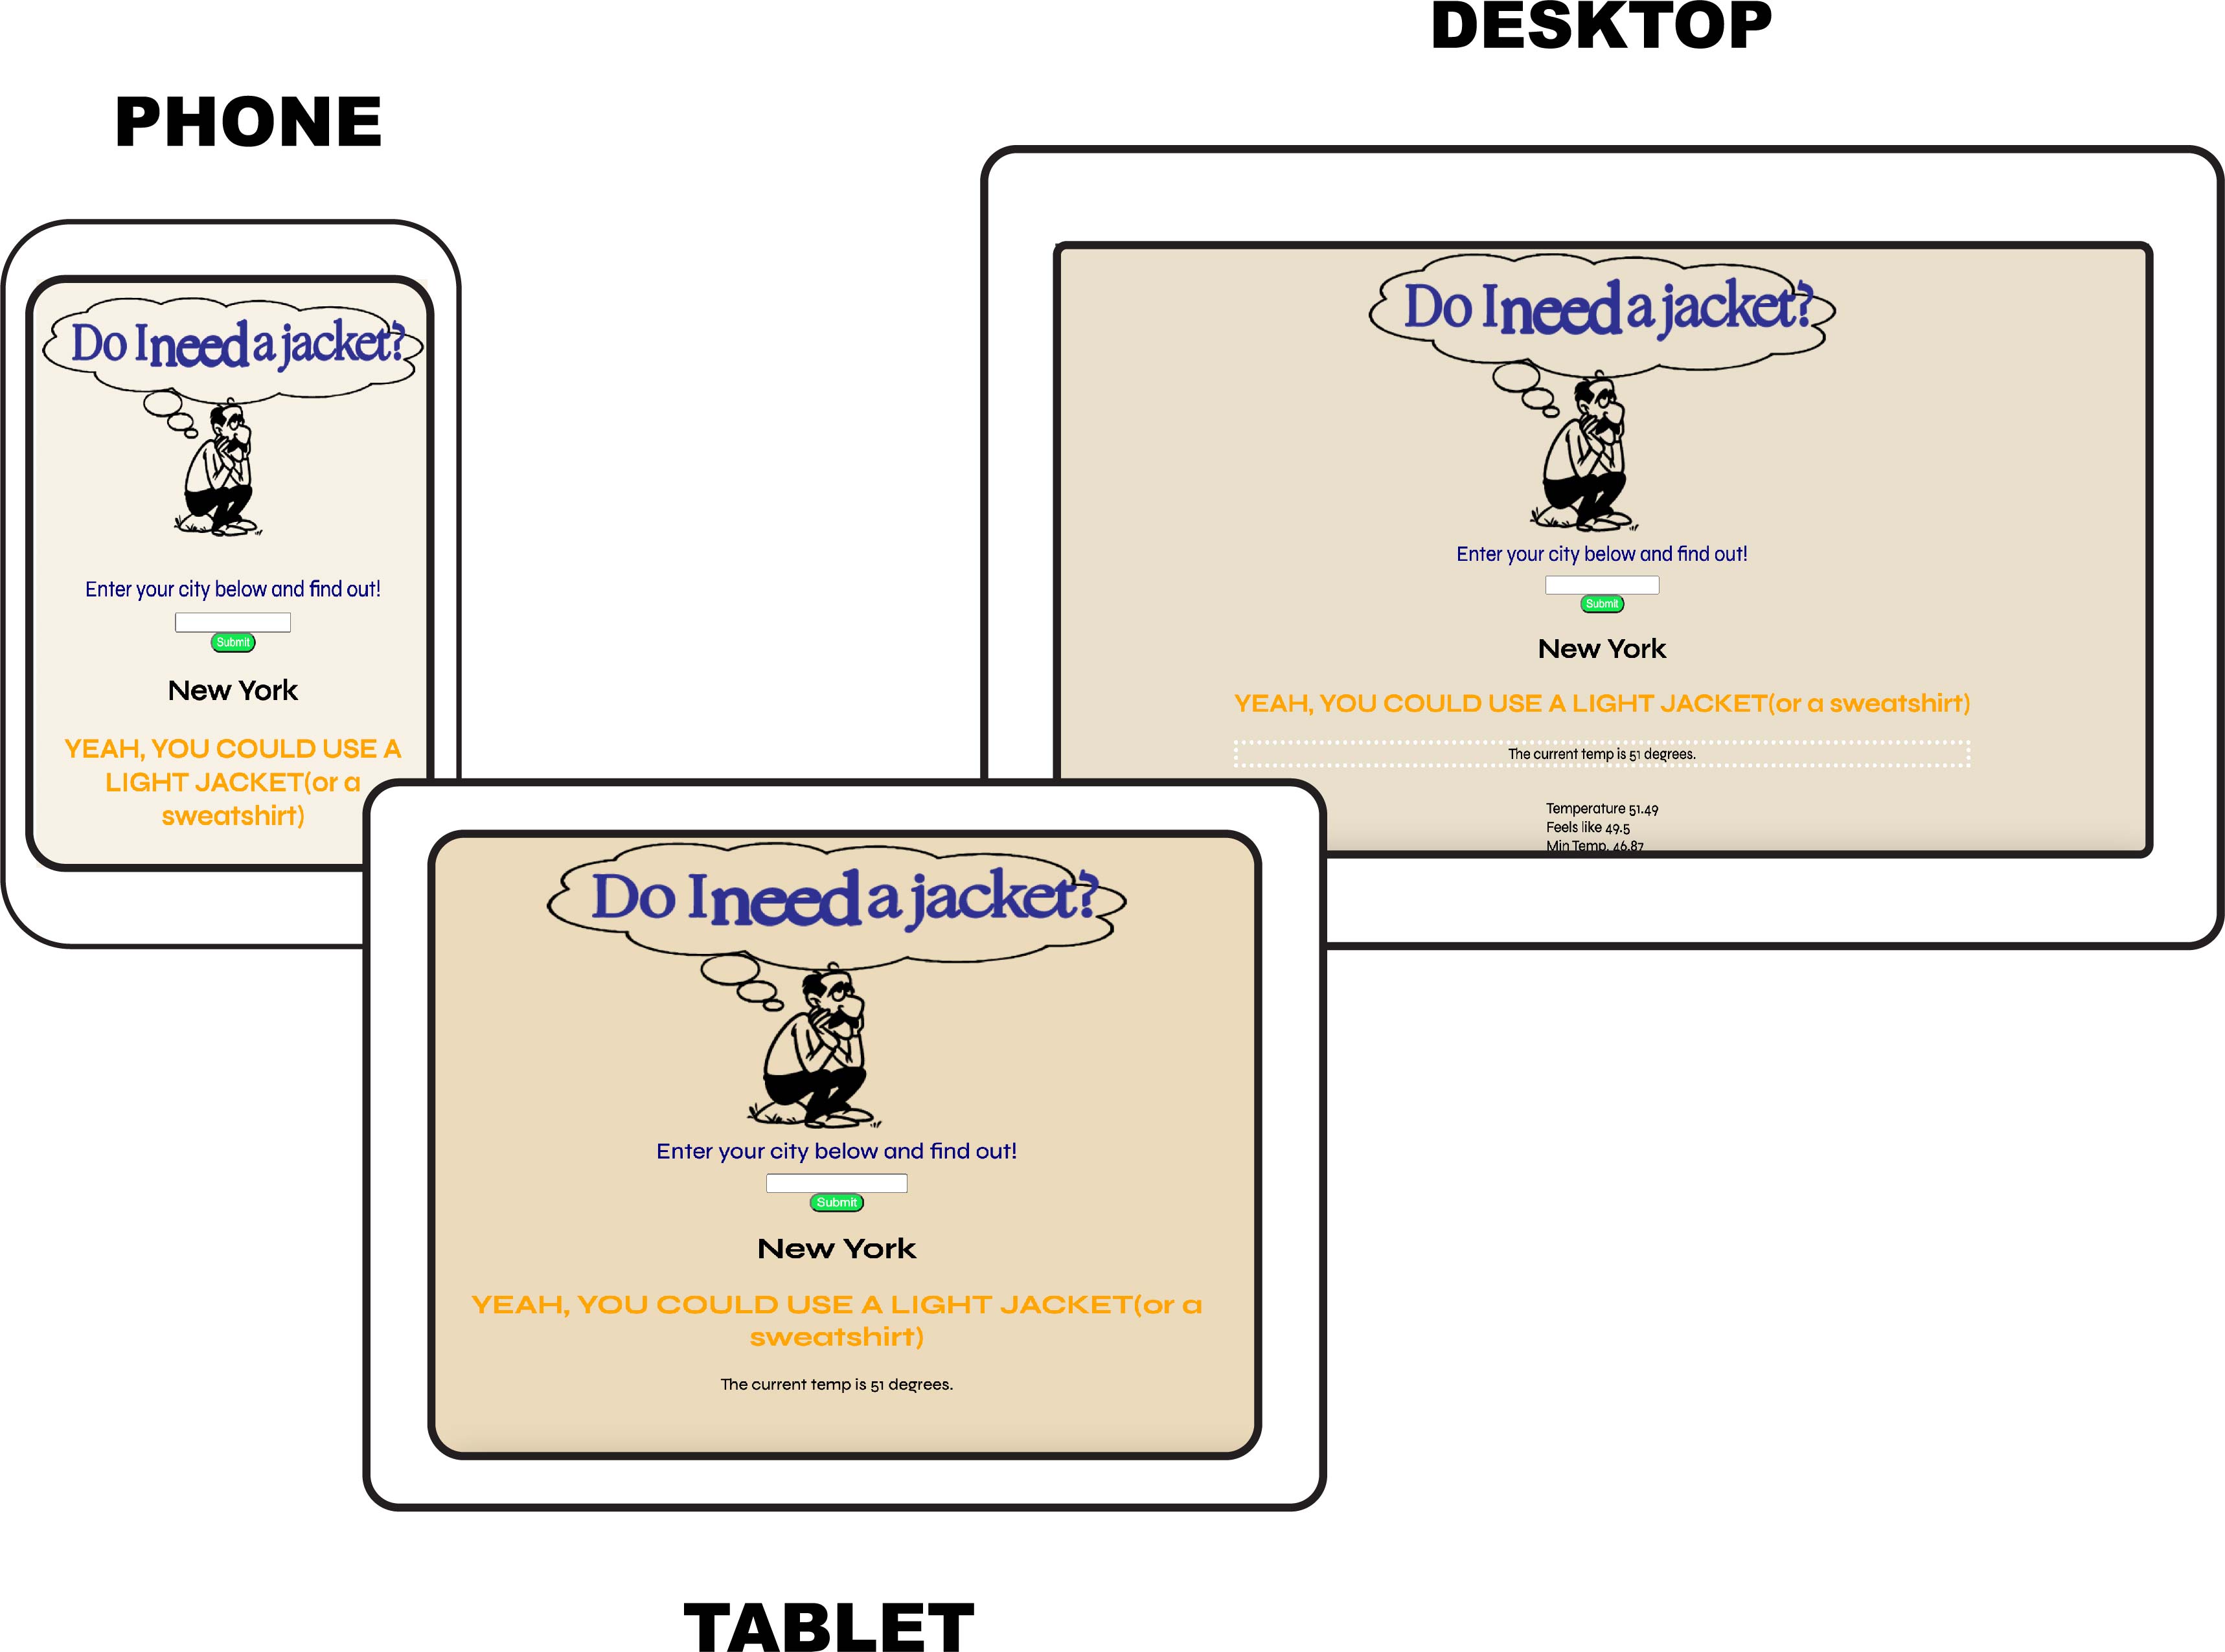 DESKTOP
PHONE
Do I need a jacket?
Enter your city below and find out!
Submit
New York
YEAH, YOU COULD USE A
LIGHT JACKET(or a
sweatshirt)
Do I need a jacket?
Enter your city below and find out!
Submit
New York
YEAH, YOU COULD USE A LIGHT JACKET(or a sweatshirt)
The current temp is 51 degrees.
Temperature 51.49
Feels like 49.5
Min Temp. 46.87
Do I need a jacket?
Enter your city below and find out!
Submit
New York
YEAH, YOU COULD USE A LIGHT JACKET(or a
sweatshirt)
The current temp is 51 degrees.
TABLET